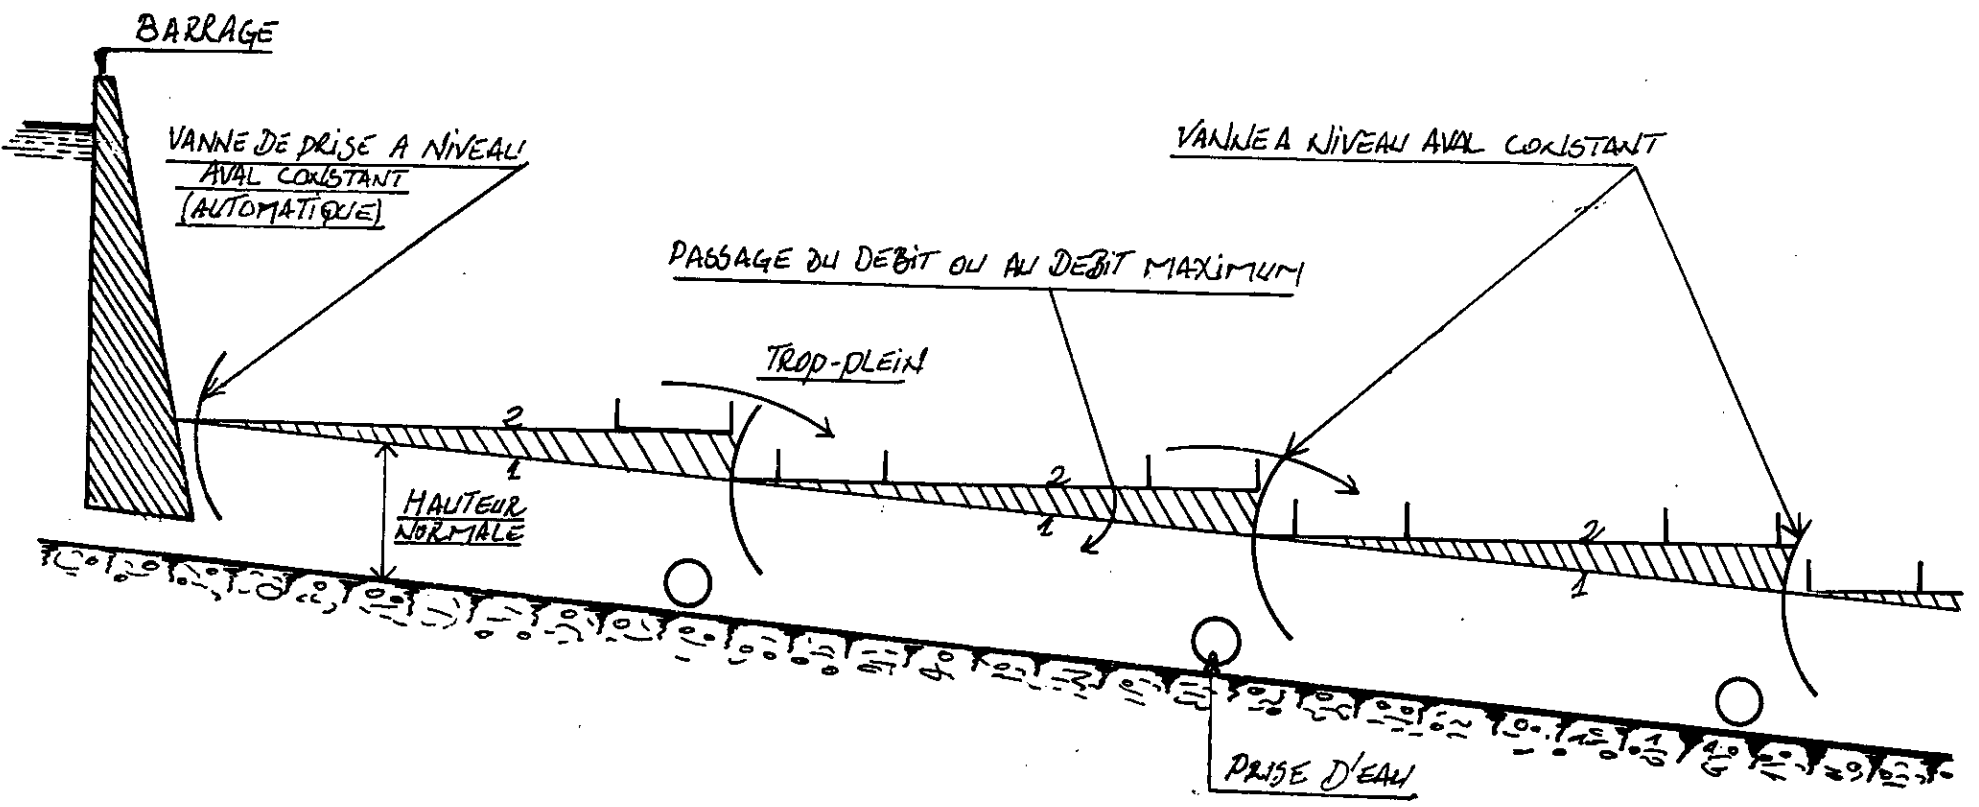 BARRAGE
VANNE DE PRISE A NIVEAU
AVAL CONSTANT
(AUTOMATIQUE)
VANNE A NIVEAU AVAL CONSTANT
PASSAGE DU DEBIT OU AU DEBIT MAXIMUM
TROP-PLEIN
2
1
HAUTEUR
NORMALE
2
1
2
1
PRISE D'EAU